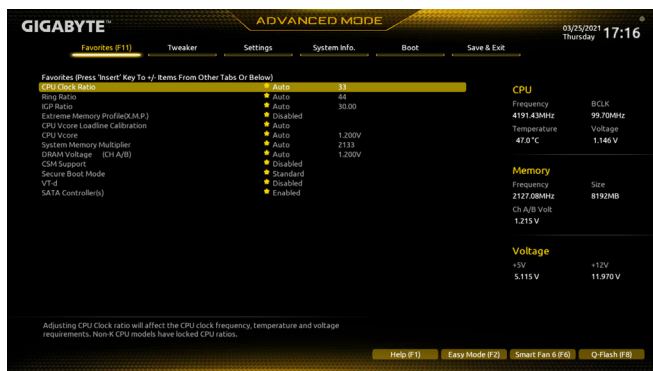 GIGABYTE™
ADVANCED MODE
03/25/2021 Thursday 17:16
Favorites (F11) Tweaker Settings System Info. Boot Save & Exit
Favorites (Press 'Insert' Key To +/- Items From Other Tabs Or Below)
CPU Clock Ratio Auto 33
Ring Ratio Auto 44
IGP Ratio Auto 30.00
Extreme Memory Profile(X.M.P.) Disabled
CPU Vcore Loadline Calibration Auto
CPU Vcore Auto 1.200V
System Memory Multiplier Auto 2133
DRAM Voltage (CH A/B) Auto 1.200V
CSM Support Disabled
Secure Boot Mode Standard
VT-d Disabled
SATA Controller(s) Enabled
CPU
Frequency BCLK
4191.43MHz 99.70MHz
Temperature Voltage
47.0 °C 1.146 V
Memory
Frequency Size
2127.08MHz 8192MB
Ch A/B Volt
1.215 V
Voltage
+5V +12V
5.115 V 11.970 V
Adjusting CPU Clock ratio will affect the CPU clock frequency, temperature and voltage
requirements. Non-K CPU models have locked CPU ratios.
Help (F1) Easy Mode (F2) Smart Fan 6 (F6) Q-Flash (F8)